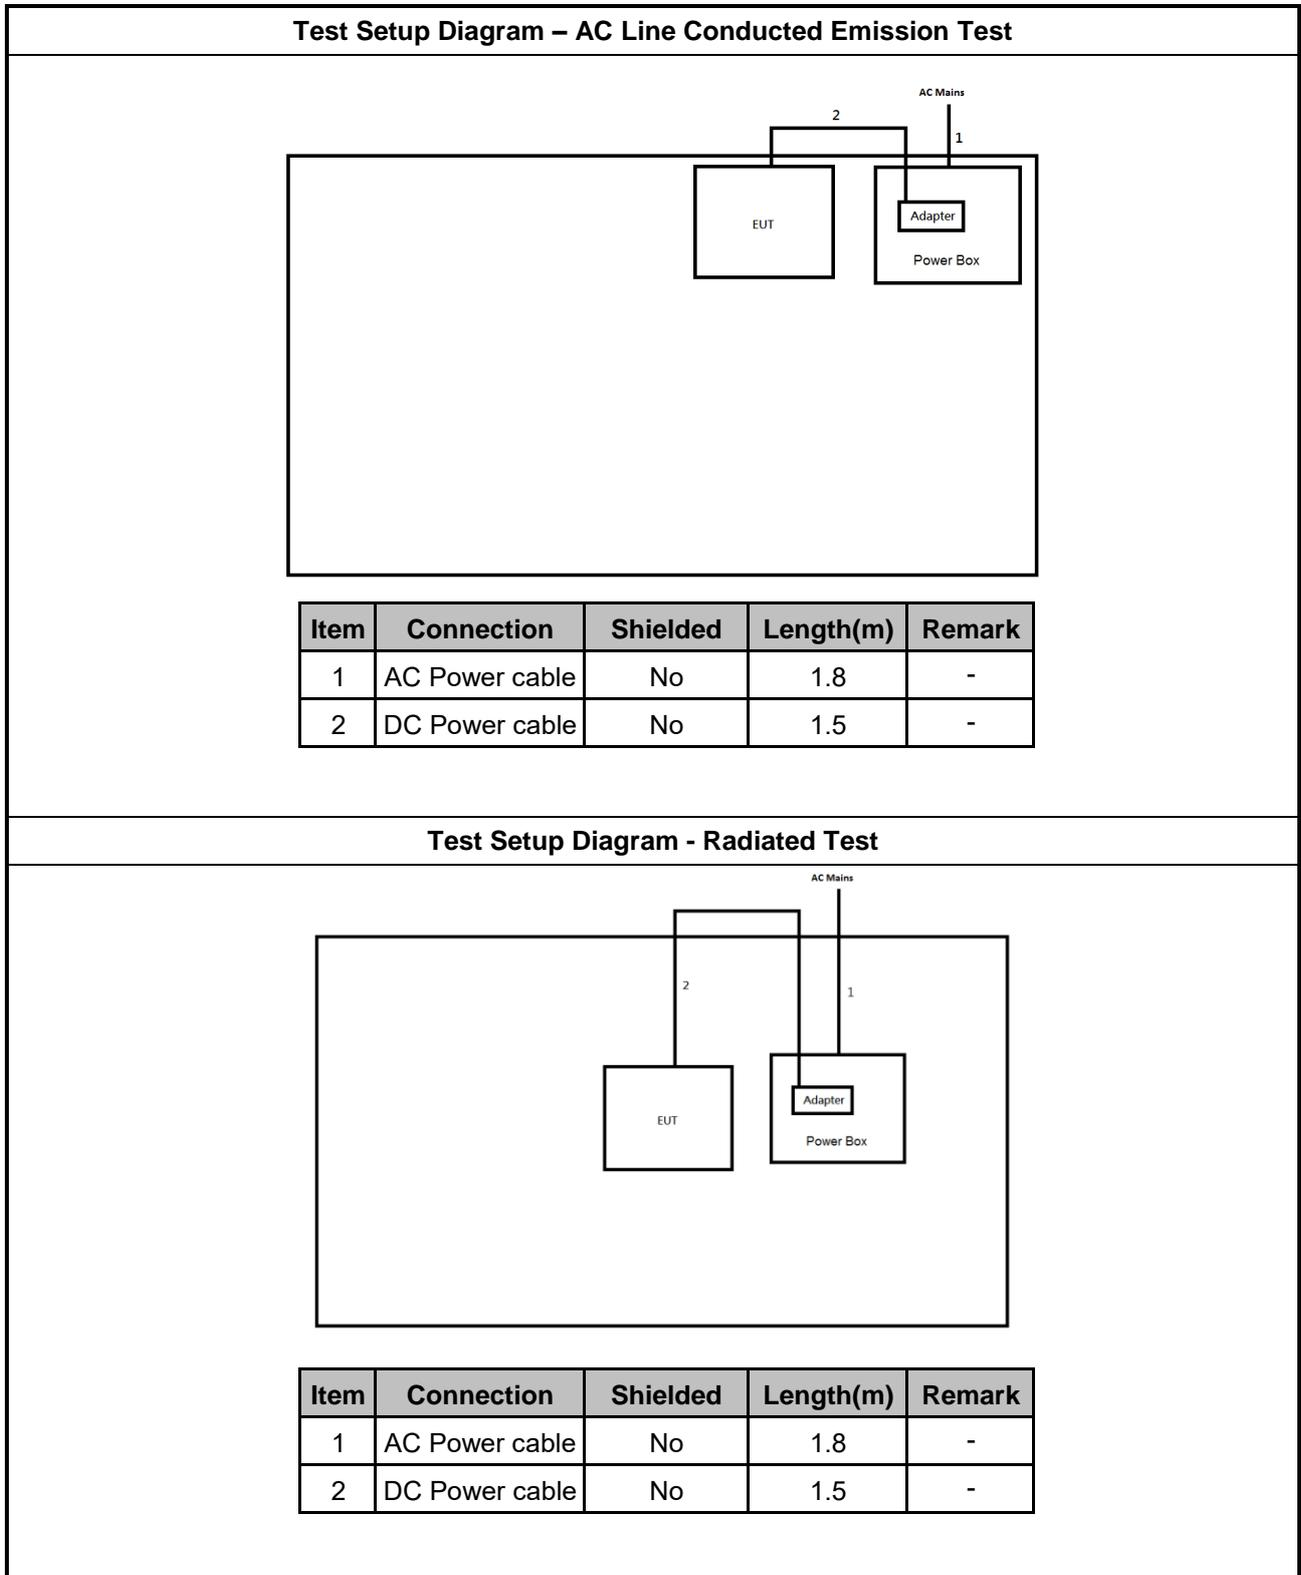 Test Setup Diagram – AC Line Conducted Emission Test
AC Mains
2
1
EUT
Adapter
Power Box
Item Connection Shielded Length(m) Remark
1 AC Power cable No 1.8 -
2 DC Power cable No 1.5 -
Test Setup Diagram - Radiated Test
AC Mains
2
1
EUT
Adapter
Power Box
Item Connection Shielded Length(m) Remark
1 AC Power cable No 1.8 -
2 DC Power cable No 1.5 -